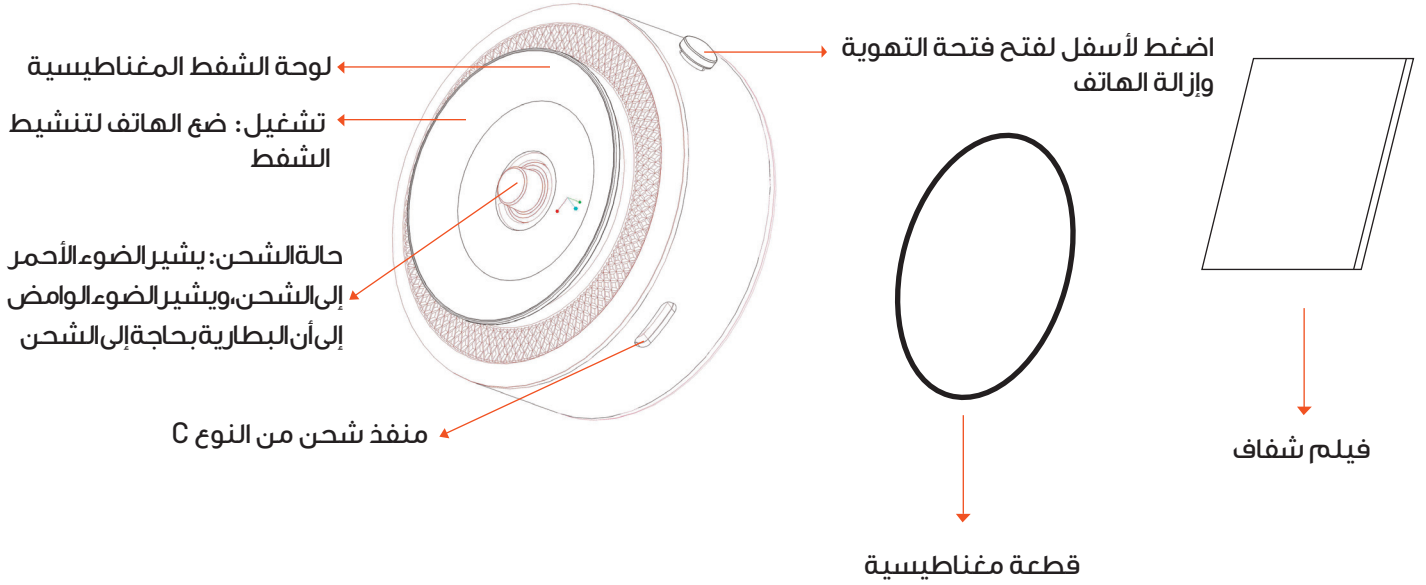 لوحة الشفط المغناطيسية
تشغيل: ضع الهاتف لتنشيط
الشفط
حالة الشحن: يشير الضوء الأحمر
إلى الشحن، ويشير الضوء الوامض
إلى أن البطارية بحاجة إلى الشحن
منفذ شحن من النوع C
اضغط لأسفل لفتح فتحة التهوية
وإزالة الهاتف
قطعة مغناطيسية
فيلم شفاف